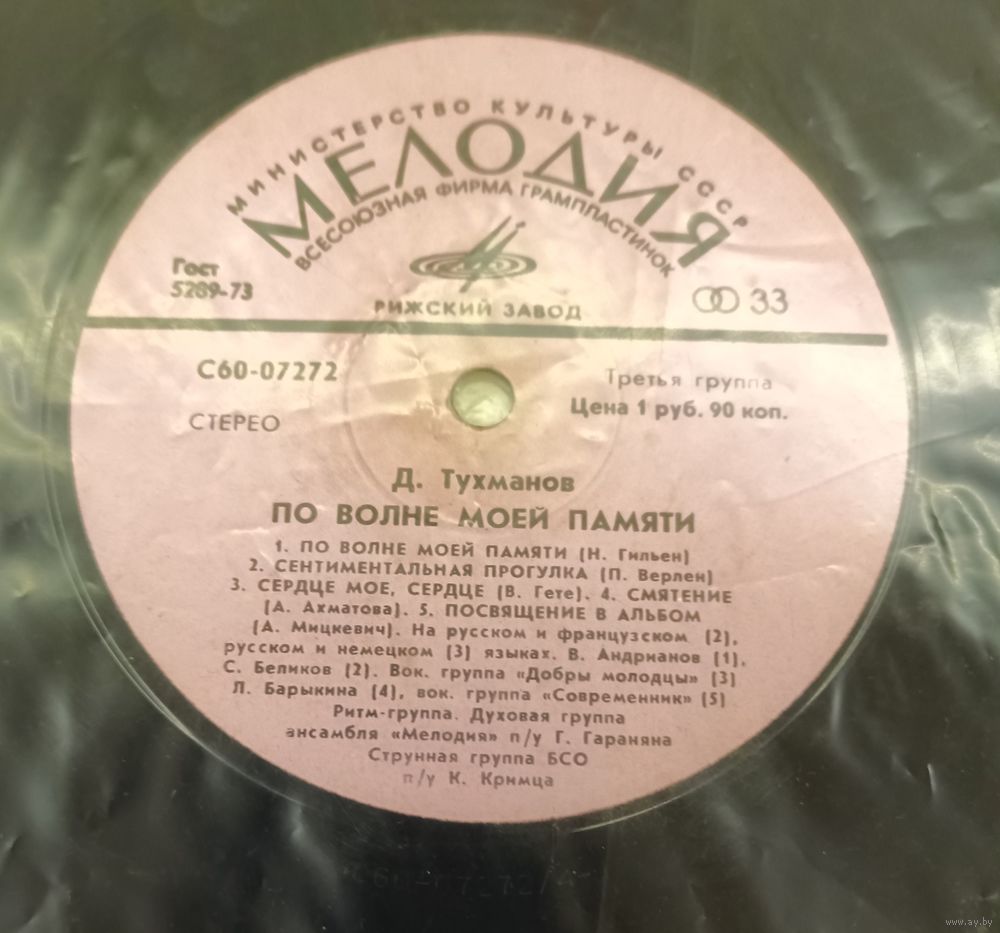 МИНИСТЕРСТВО КУЛЬТУРЫ СССР
МЕЛОДИЯ
ВСЕСОЮЗНАЯ ФИРМА ГРАМПЛАСТИНОК
Гост
5289-73
РИЖСКИЙ ЗАВОД
33
С60-07272
Третья группа
СТЕРЕО
Цена 1 руб. 90 коп.
Д. Тухманов
ПО ВОЛНЕ МОЕЙ ПАМЯТИ
1. ПО ВОЛНЕ МОЕЙ ПАМЯТИ (Н. Гильен)
2. СЕНТИМЕНТАЛЬНАЯ ПРОГУЛКА (П. Верлен)
3. СЕРДЦЕ МОЕ, СЕРДЦЕ (В. Гете). 4. СМЯТЕНИЕ
(А. Ахматова). 5. ПОСВЯЩЕНИЕ В АЛЬБОМ
(А. Мицкевич). На русском и французском (2),
русском и немецком (3) языках. В. Андрианов (1),
С. Беликов (2). Вок. группа «Добры молодцы» (3)
Л. Барыкина (4), вок. группа «Современник» (5)
Ритм-группа. Духовая группа
ансамбля «Мелодия» п/у Г. Гараняна
Струнная группа БСО
п/у К. Кримца
www.ay.by